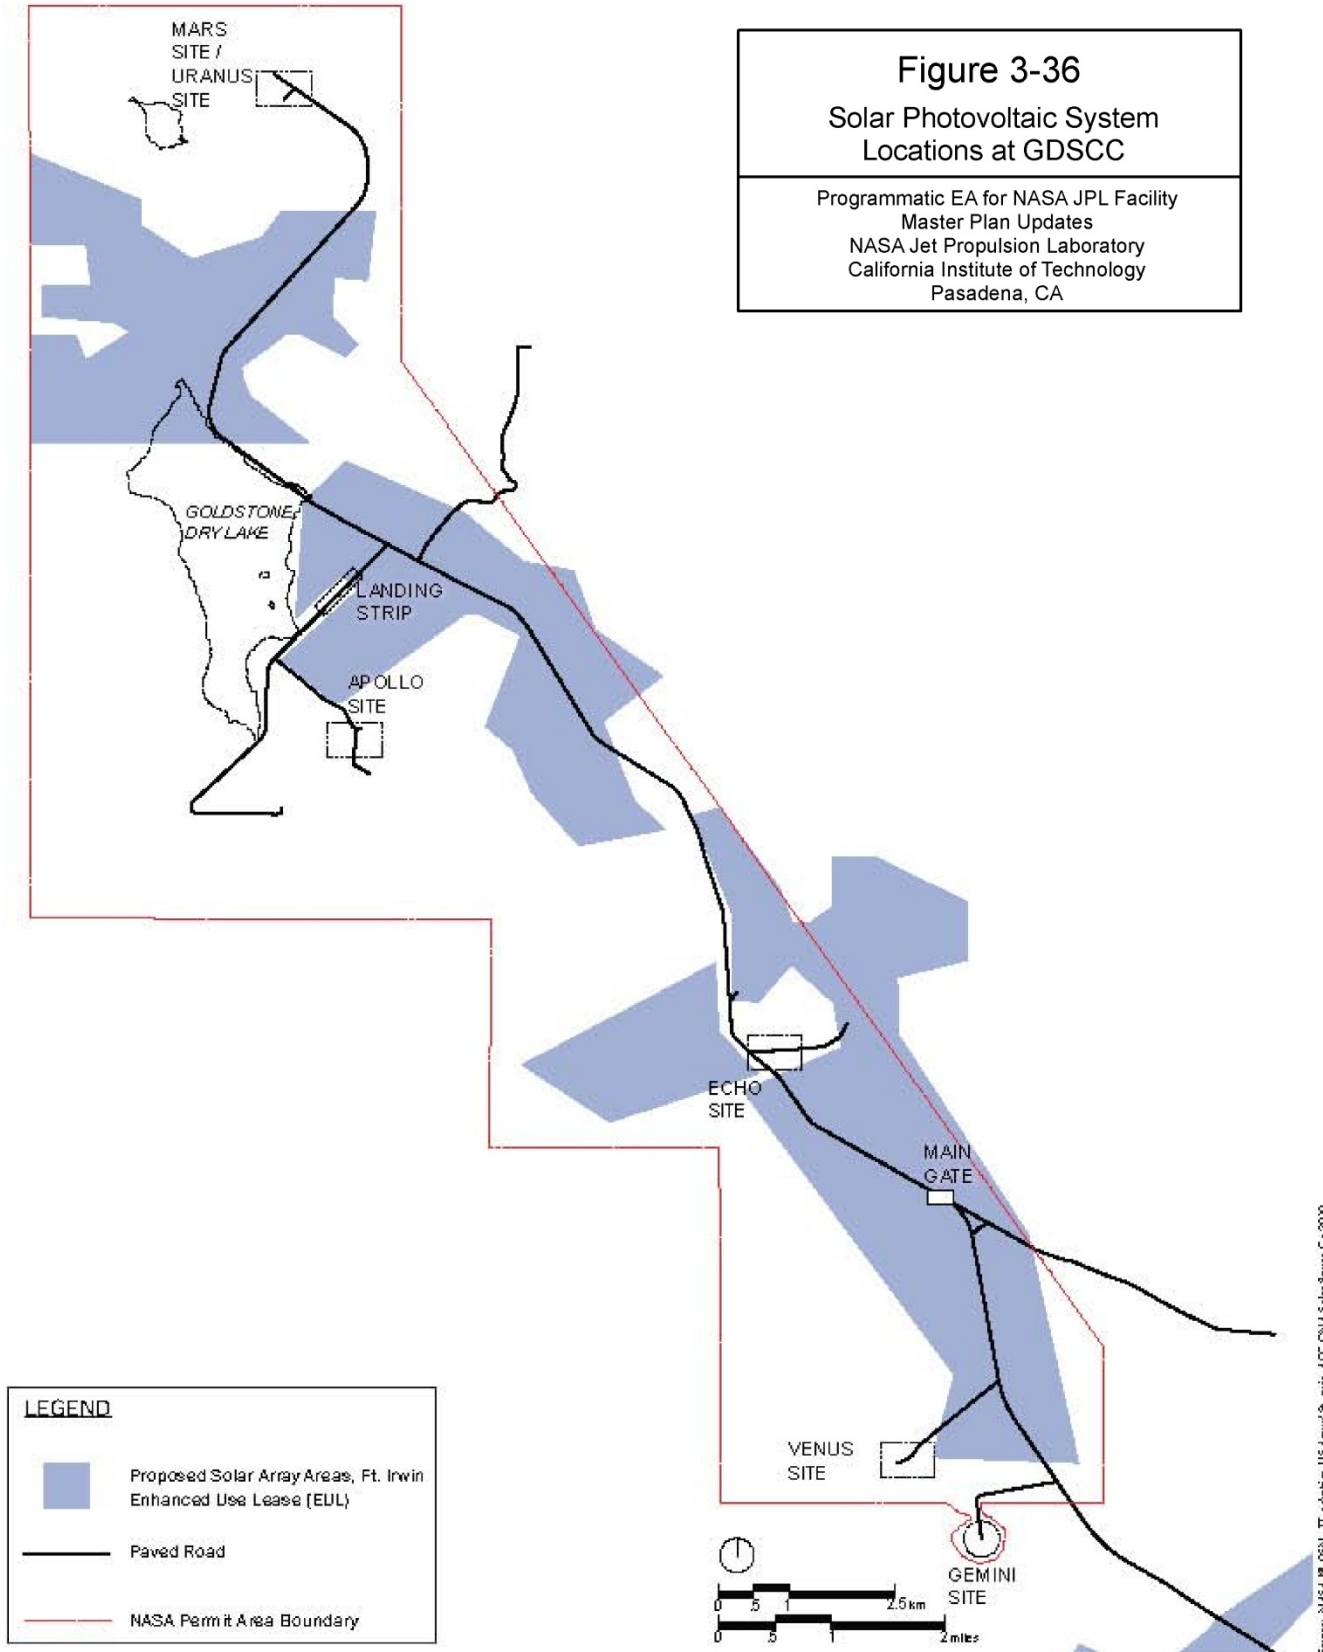 MARS
SITE /
URANUS
SITE
Figure 3-36
Solar Photovoltaic System
Locations at GDSCC
Programmatic EA for NASA JPL Facility
Master Plan Updates
NASA Jet Propulsion Laboratory
California Institute of Technology
Pasadena, CA
GOLDSTONE
DRY LAKE
LANDING
STRIP
APOLLO
SITE
ECHO
SITE
MAIN
GATE
VENUS
SITE
GEMINI
SITE
LEGEND
Proposed Solar Array Areas, Ft. Irwin
Enhanced Use Lease (EUL)
Paved Road
NASA Permit Area Boundary
0 .5 1 2.5 km
0 .5 1 2 miles